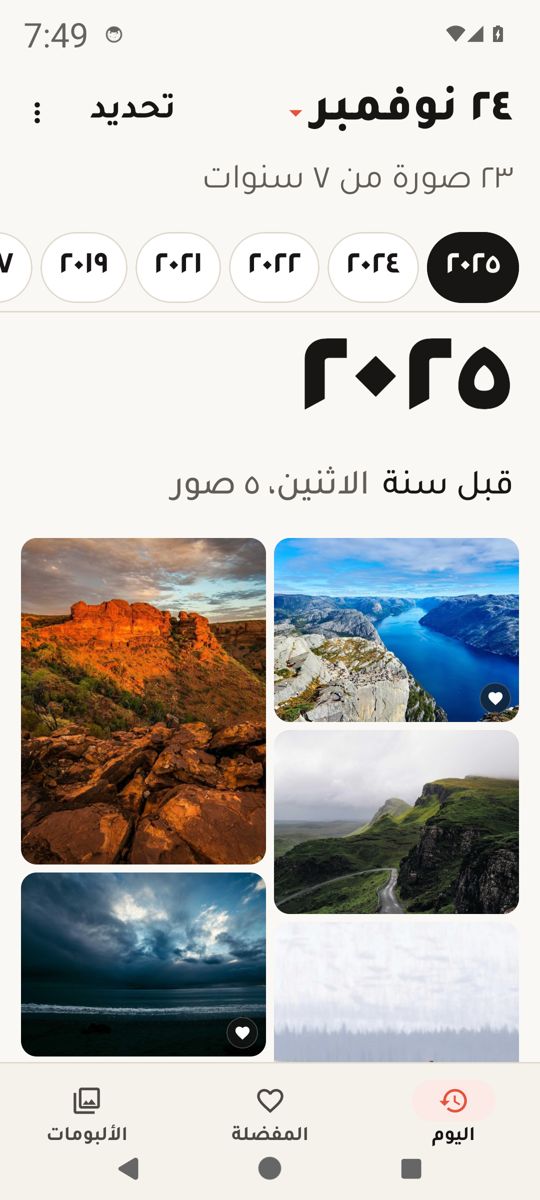 7:49
٢٤ نوفمبر
تحديد
٢٣ صورة من ٧ سنوات
٢٠٢٥ ٢٠٢٤ ٢٠٢٢ ٢٠٢١ ٢٠١٩
٢٠٢٥
قبل سنة الاثنين، ٥ صور
اليوم المفضلة الألبومات